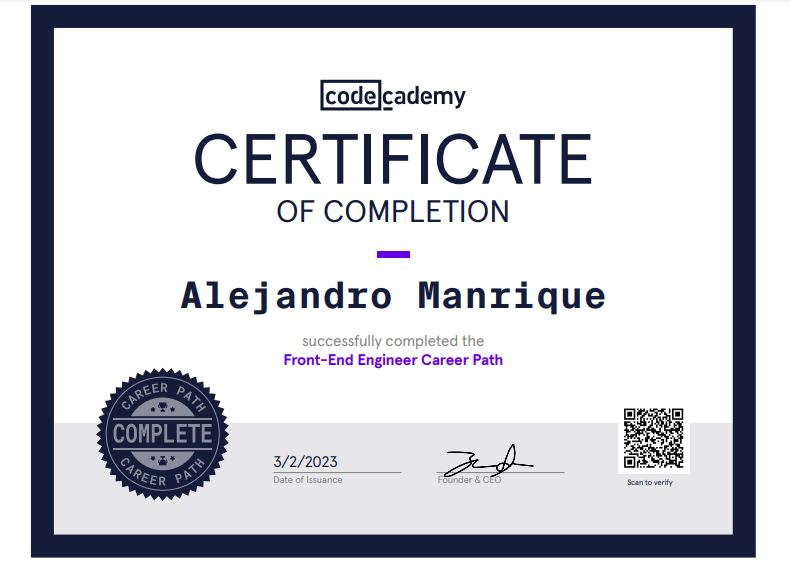 codecademy
CERTIFICATE
OF COMPLETION
Alejandro Manrique
successfully completed the
Front-End Engineer Career Path
CAREER PATH
COMPLETE
CAREER PATH
3/2/2023
Date of Issuance
Founder & CEO
Scan to verify